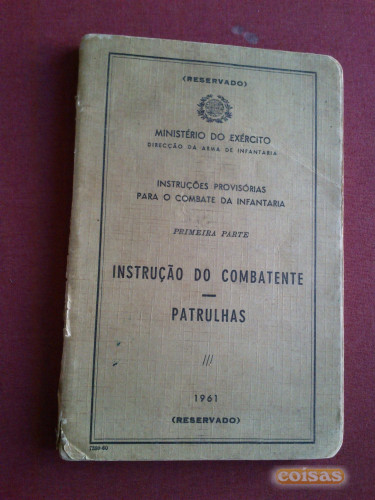 (RESERVADO)
MINISTÉRIO DO EXÉRCITO
DIRECÇÃO DA ARMA DE INFANTARIA
INSTRUÇÕES PROVISÓRIAS
PARA O COMBATE DA INFANTARIA
PRIMEIRA PARTE
INSTRUÇÃO DO COMBATENTE
—
PATRULHAS
///
1961
(RESERVADO)
coisas